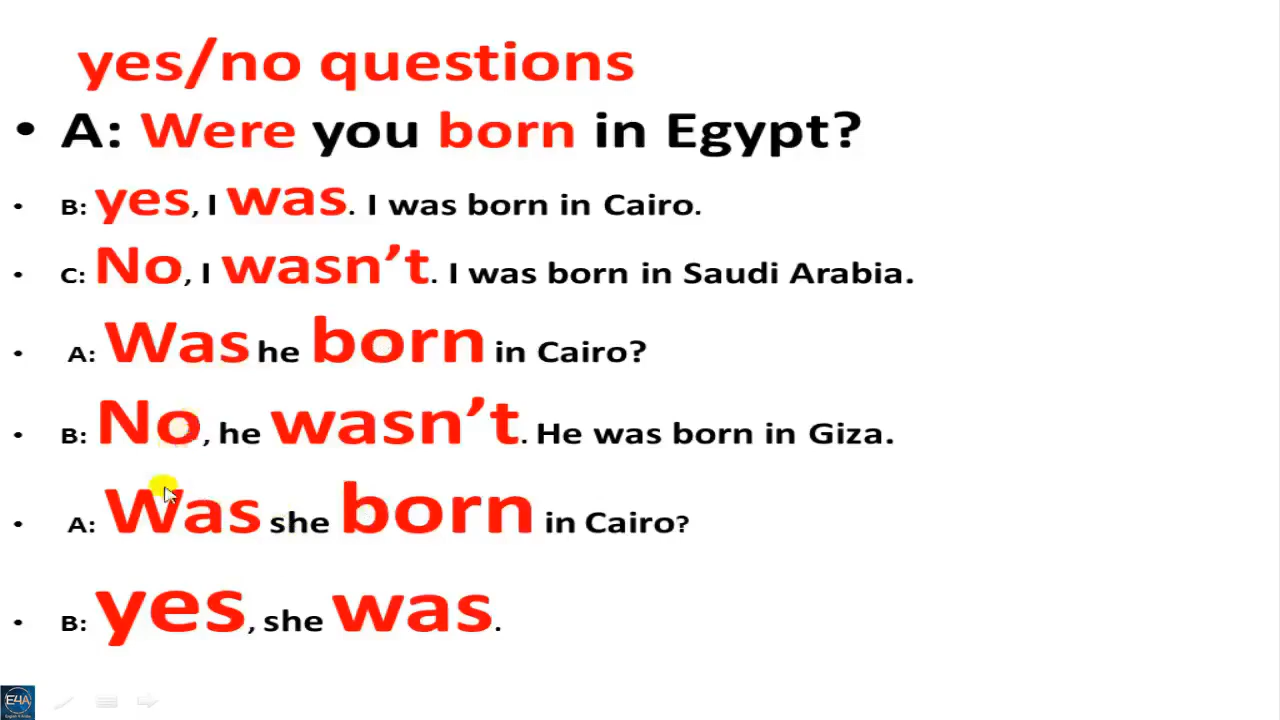 yes/no questions
• A: Were you born in Egypt?
• B: yes, I was. I was born in Cairo.
• C: No, I wasn’t. I was born in Saudi Arabia.
• A: Was he born in Cairo?
• B: No, he wasn’t. He was born in Giza.
• A: Was she born in Cairo?
• B: yes, she was.
E4A